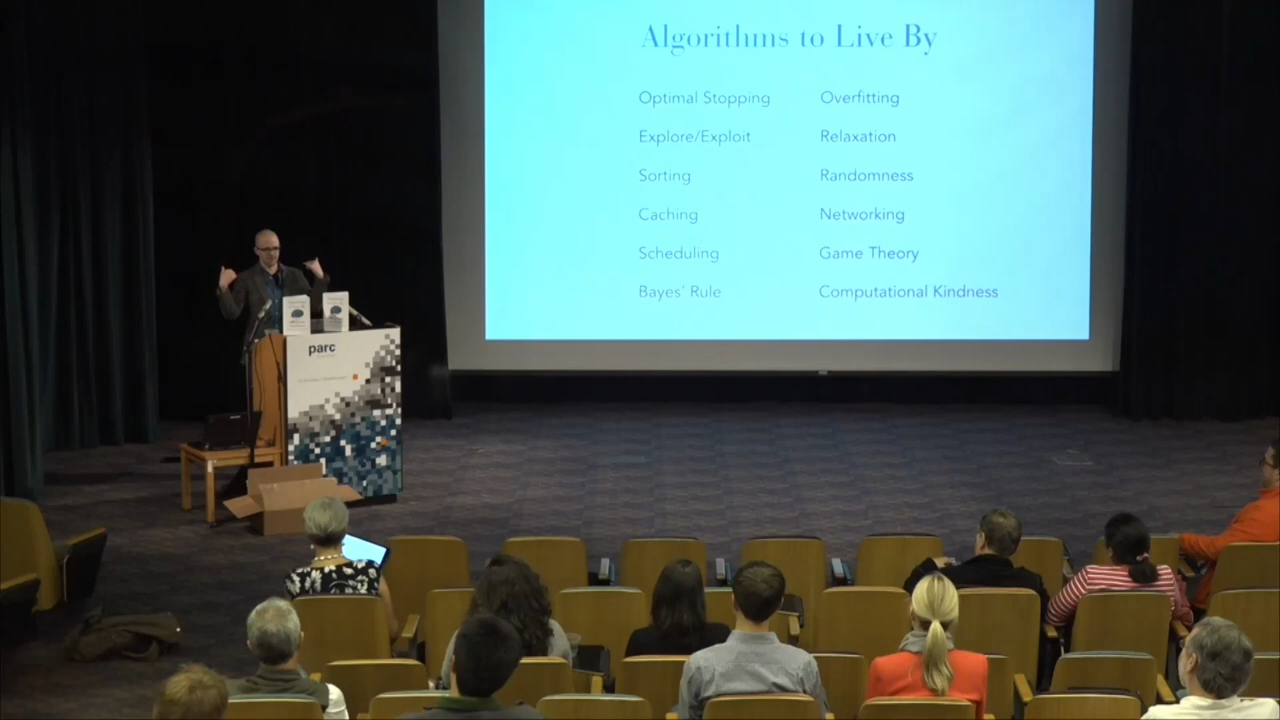 Algorithms to Live By
Optimal Stopping
Explore/Exploit
Sorting
Caching
Scheduling
Bayes' Rule
Overfitting
Relaxation
Randomness
Networking
Game Theory
Computational Kindness
parc